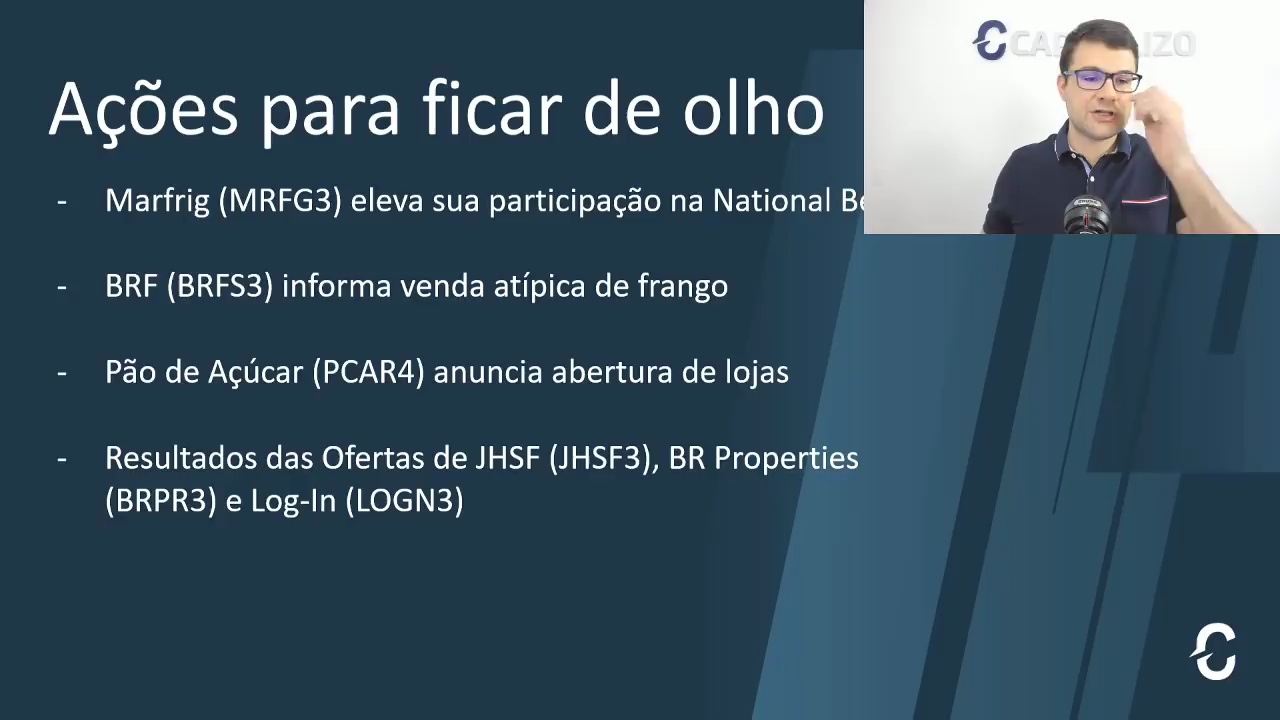 Ações para ficar de olho
- Marfrig (MRFG3) eleva sua participação na National
- BRF (BRFS3) informa venda atípica de frango
- Pão de Açúcar (PCAR4) anuncia abertura de lojas
- Resultados das Ofertas de JHSF (JHSF3), BR Properties
(BRPR3) e Log-In (LOGN3)